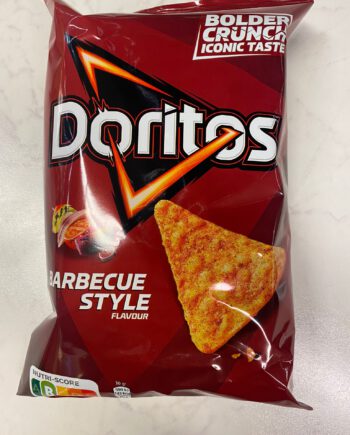 BOLDER
CRUNCH
ICONIC TASTE
Doritos
BARBECUE
STYLE
FLAVOUR
NUTRI-SCORE
B